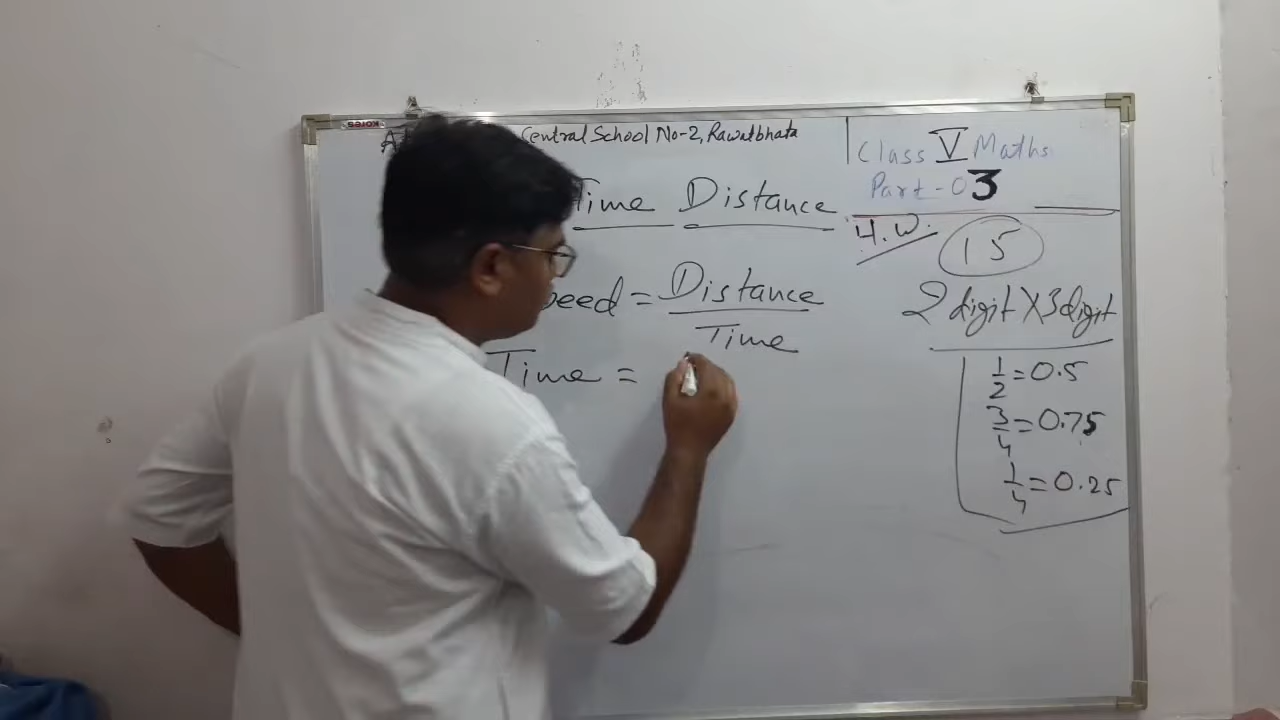 Central School No-2, Rawatbhata
Time Distance
Speed = Distance
Time
Time =
Class V Maths
Part-03
H.W.
15
2 digit X 3 digit
1/2 = 0.5
3/4 = 0.75
1/4 = 0.25